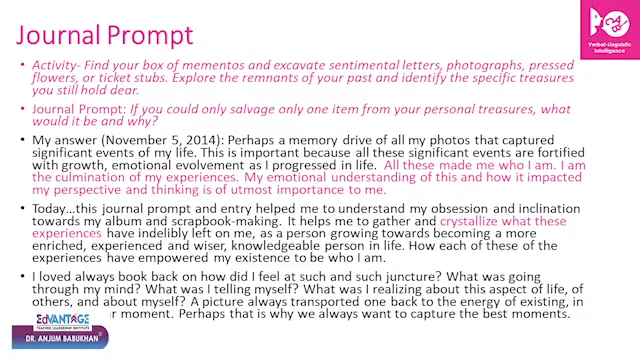 Journal Prompt
Verbal-Linguistic
Intelligence
• Activity- Find your box of mementos and excavate sentimental letters, photographs, pressed
flowers, or ticket stubs. Explore the remnants of your past and identify the specific treasures
you still hold dear.
• Journal Prompt: If you could only salvage only one item from your personal treasures, what
would it be and why?
• My answer (November 5, 2014): Perhaps a memory drive of all my photos that captured
significant events of my life. This is important because all these significant events are fortified
with growth, emotional evolvement as I progressed in life. All these made me who I am. I am
the culmination of my experiences. My emotional understanding of this and how it impacted
my perspective and thinking is of utmost importance to me.
• Today…this journal prompt and entry helped me to understand my obsession and inclination
towards my album and scrapbook-making. It helps me to gather and crystallize what these
experiences have indelibly left on me, as a person growing towards becoming a more
enriched, experienced and wiser, knowledgeable person in life. How each of these of the
experiences have empowered my existence to be who I am.
• I loved always book back on how did I feel at such and such juncture? What was going
through my mind? What was I telling myself? What was I realizing about this aspect of life, of
others, and about myself? A picture always transported one back to the energy of existing, in
moment. Perhaps that is why we always want to capture the best moments.
EdVANTAGE
TEACHER LEADERSHIP INSTITUTE
DR. ANJUM BABUKHAN